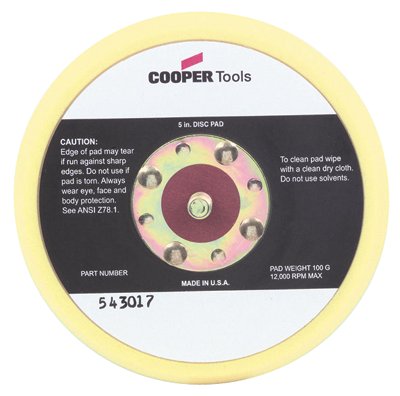 COOPER Tools
5 in. DISC PAD
CAUTION:
Edge of pad may tear
if run against sharp
edges. Do not use if
pad is torn. Always
wear eye, face and
body protection.
See ANSI Z78.1.
To clean pad wipe
with a clean dry cloth.
Do not use solvents.
PART NUMBER
PAD WEIGHT 100 G
12,000 RPM MAX
MADE IN U.S.A.
543017